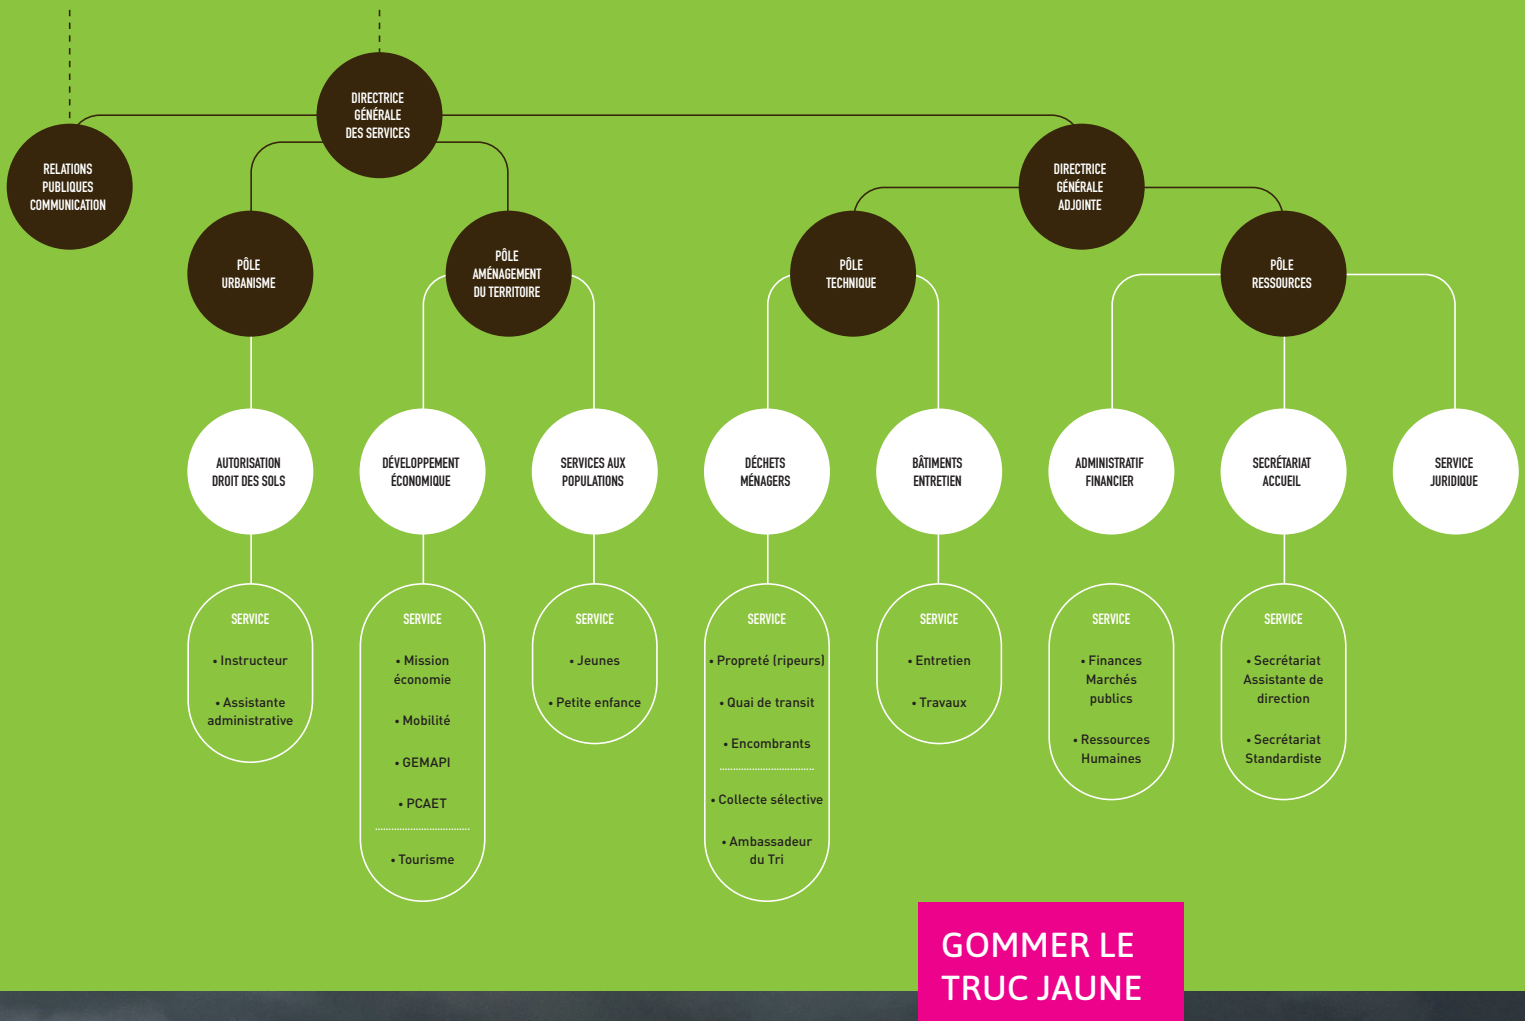 DIRECTRICE
GÉNÉRALE
DES SERVICES
RELATIONS
PUBLIQUES
COMMUNICATION
DIRECTRICE
GÉNÉRALE
ADJOINTE
PÔLE
URBANISME
PÔLE
AMÉNAGEMENT
DU TERRITOIRE
PÔLE
TECHNIQUE
PÔLE
RESSOURCES
AUTORISATION
DROIT DES SOLS
DÉVELOPPEMENT
ÉCONOMIQUE
SERVICES AUX
POPULATIONS
DÉCHETS
MÉNAGERS
BÂTIMENTS
ENTRETIEN
ADMINISTRATIF
FINANCIER
SECRÉTARIAT
ACCUEIL
SERVICE
JURIDIQUE
SERVICE
• Instructeur
• Assistante
administrative
SERVICE
• Mission
économie
• Mobilité
• GEMAPI
• PCAET
• Tourisme
SERVICE
• Jeunes
• Petite enfance
SERVICE
• Propreté (ripeurs)
• Quai de transit
• Encombrants
• Collecte sélective
• Ambassadeur
du Tri
SERVICE
• Entretien
• Travaux
SERVICE
• Finances
Marchés
publics
• Ressources
Humaines
SERVICE
• Secrétariat
Assistante de
direction
• Secrétariat
Standardiste
GOMMER LE
TRUC JAUNE